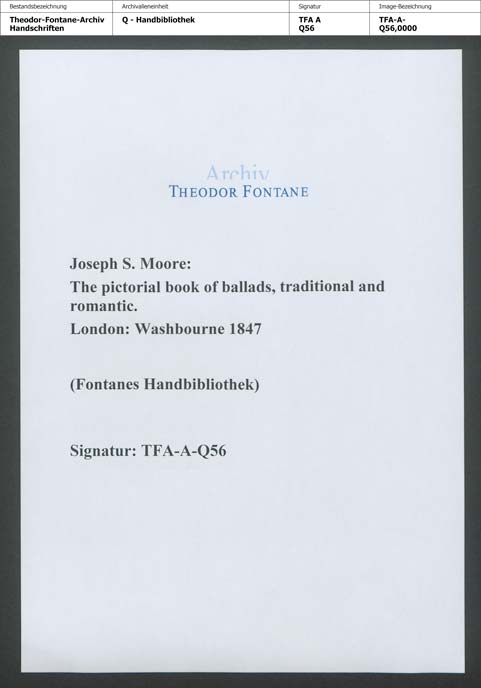 Bestandsbezeichnung Archivalieneinheit Signatur Image-Bezeichnung
Theodor-Fontane-Archiv Q - Handbibliothek TFA A TFA-A-
Handschriften Q56 Q56,0000
Archiv
THEODOR FONTANE
Joseph S. Moore:
The pictorial book of ballads, traditional and
romantic.
London: Washbourne 1847
(Fontanes Handbibliothek)
Signatur: TFA-A-Q56